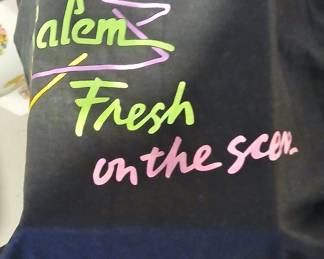 alem
Fresh
on the scen